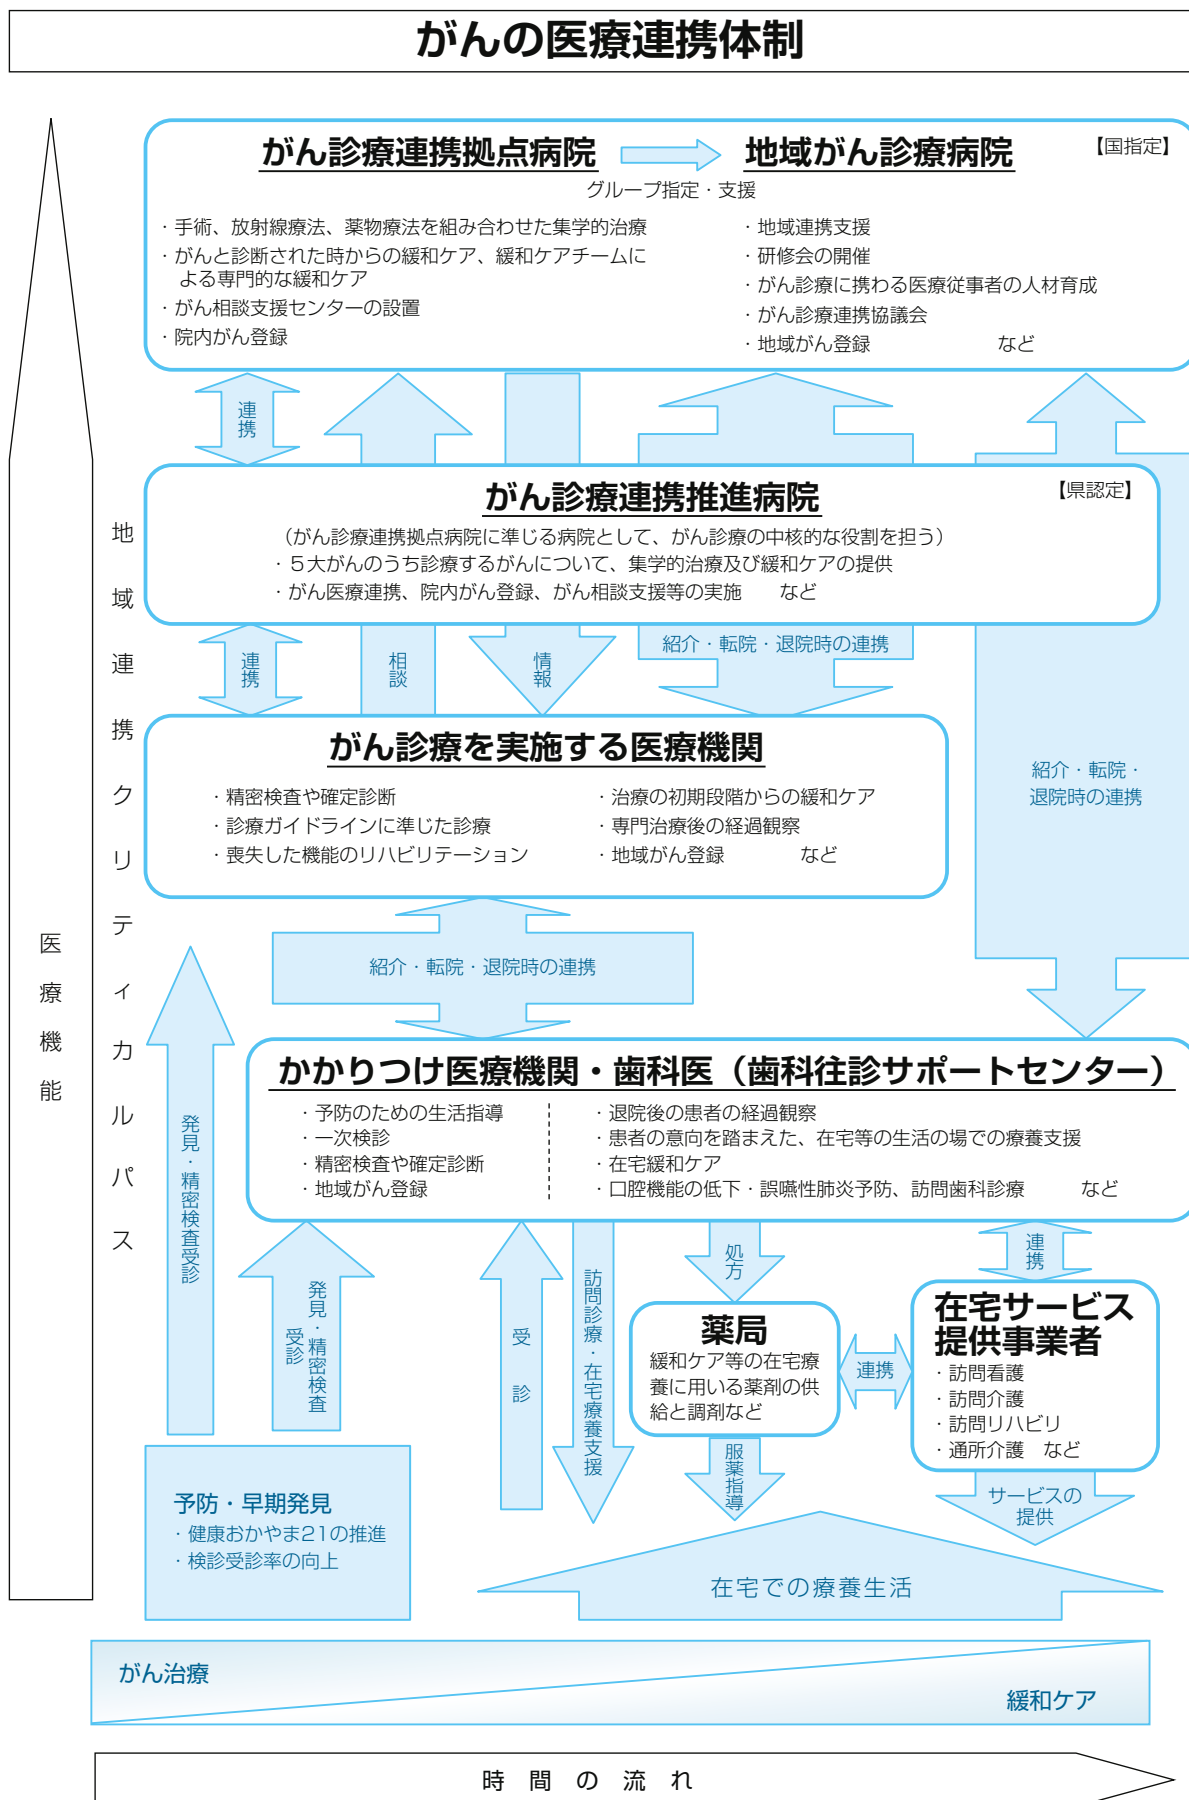 がんの医療連携体制
がん診療連携拠点病院
地域がん診療病院
【国指定】
グループ指定・支援
・手術、放射線療法、薬物療法を組み合わせた集学的治療
・がんと診断された時からの緩和ケア、緩和ケアチームに
よる専門的な緩和ケア
・がん相談支援センターの設置
・院内がん登録
・地域連携支援
・研修会の開催
・がん診療に携わる医療従事者の人材育成
・がん診療連携協議会
・地域がん登録　など
連携
がん診療連携推進病院
【県認定】
（がん診療連携拠点病院に準じる病院として、がん診療の中核的な役割を担う）
・５大がんのうち診療するがんについて、集学的治療及び緩和ケアの提供
・がん医療連携、院内がん登録、がん相談支援等の実施　など
連携
相談
情報
紹介・転院・退院時の連携
がん診療を実施する医療機関
・精密検査や確定診断
・診療ガイドラインに準じた診療
・喪失した機能のリハビリテーション
・治療の初期段階からの緩和ケア
・専門治療後の経過観察
・地域がん登録　など
紹介・転院・
退院時の連携
紹介・転院・退院時の連携
かかりつけ医療機関・歯科医（歯科往診サポートセンター）
・予防のための生活指導
・一次検診
・精密検査や確定診断
・地域がん登録
・退院後の患者の経過観察
・患者の意向を踏まえた、在宅等の生活の場での療養支援
・在宅緩和ケア
・口腔機能の低下・誤嚥性肺炎予防、訪問歯科診療　など
発見・精密検査受診
発見・精密検査
受診
受診
訪問診療・在宅療養支援
処方
連携
薬局
緩和ケア等の在宅療
養に用いる薬剤の供
給と調剤など
連携
在宅サービス
提供事業者
・訪問看護
・訪問介護
・訪問リハビリ
・通所介護　など
服薬指導
サービスの
提供
予防・早期発見
・健康おかやま21の推進
・検診受診率の向上
在宅での療養生活
医療機能
地域連携クリティカルパス
がん治療
緩和ケア
時間の流れ